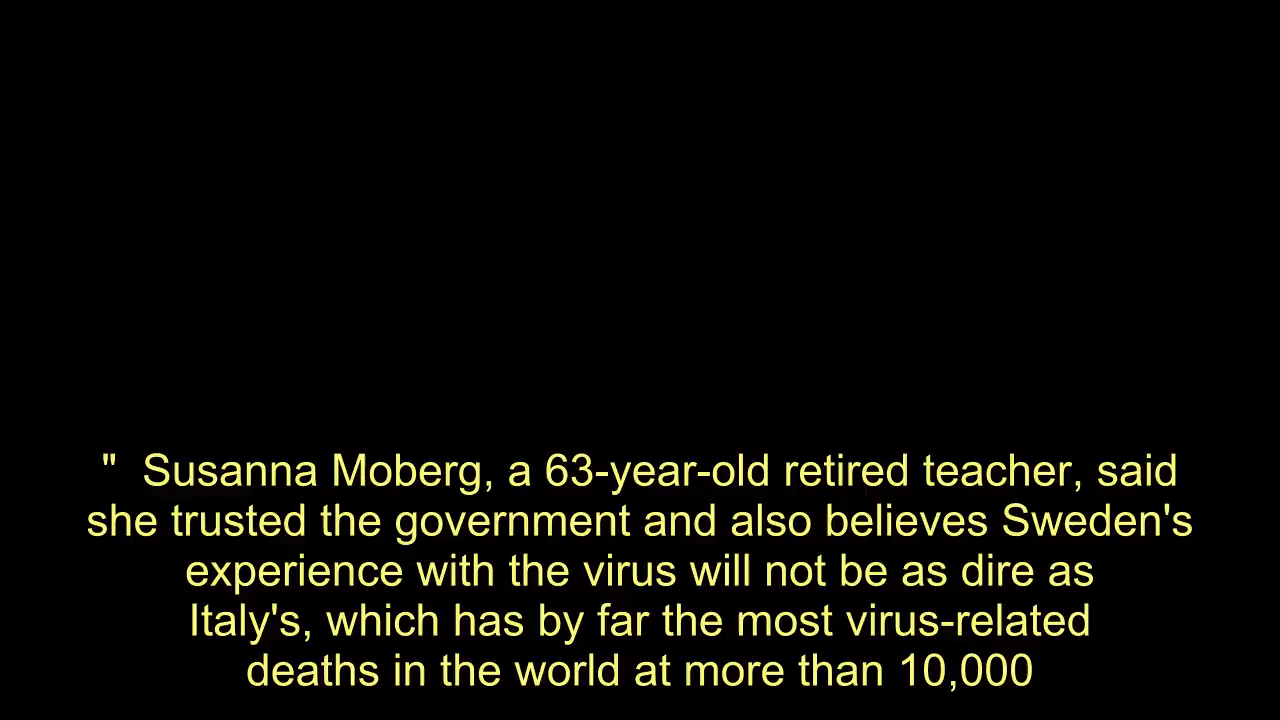 "  Susanna Moberg, a 63-year-old retired teacher, said
she trusted the government and also believes Sweden's
experience with the virus will not be as dire as
Italy's, which has by far the most virus-related
deaths in the world at more than 10,000